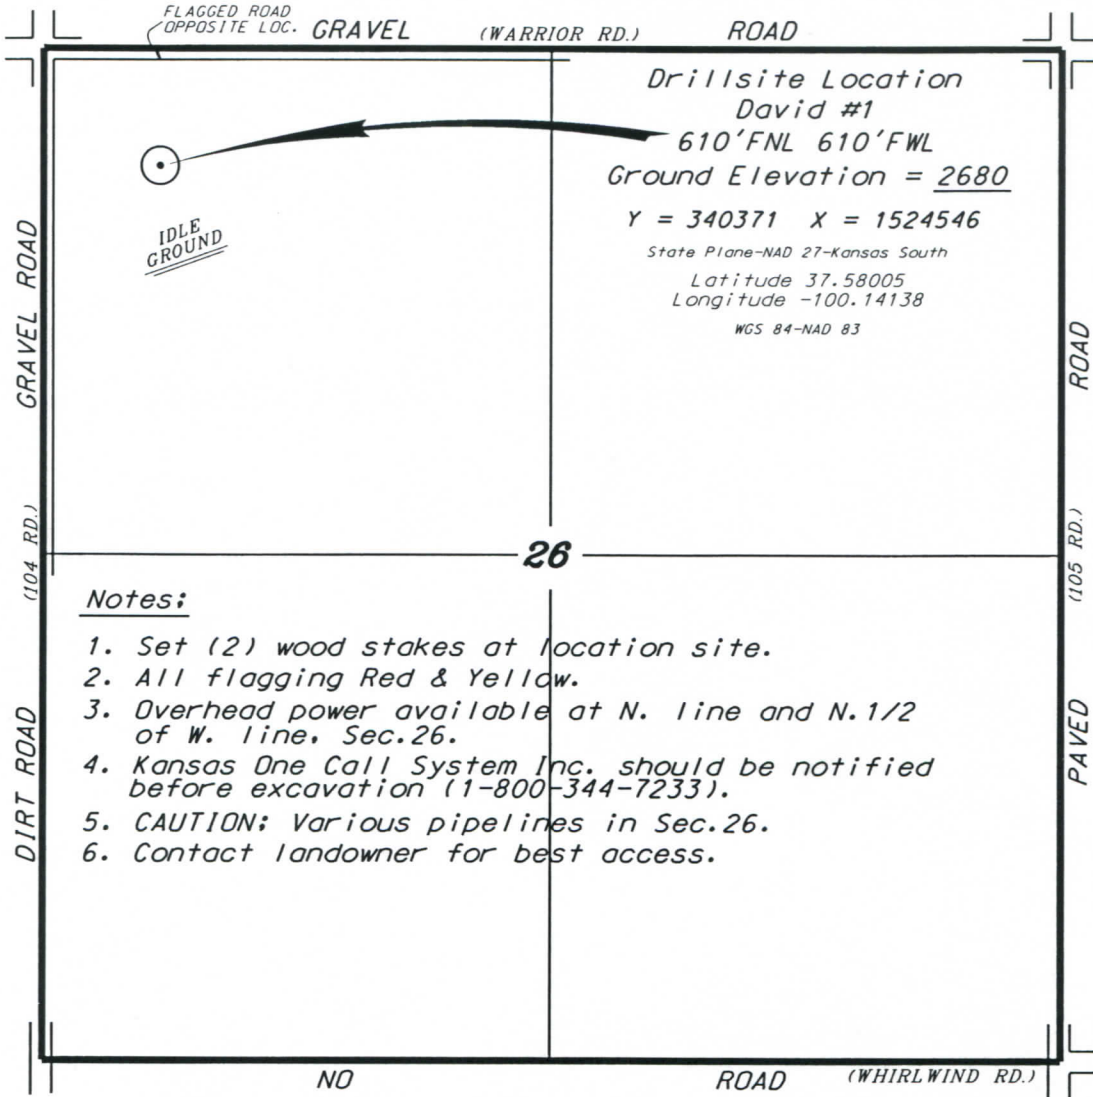 FLAGGED ROAD
OPPOSITE LOC.
GRAVEL (WARRIOR RD.) ROAD
Drillsite Location
David #1
610'FNL 610'FWL
Ground Elevation = 2680
Y = 340371 X = 1524546
State Plane-NAD 27-Kansas South
Latitude 37.58005
Longitude -100.14138
WGS 84-NAD 83
IDLE
GROUND
GRAVEL ROAD
(104 RD.)
DIRT ROAD
26
ROAD
(105 RD.)
PAVED
Notes:
1. Set (2) wood stakes at location site.
2. All flagging Red & Yellow.
3. Overhead power available at N. line and N.1/2
of W. line, Sec.26.
4. Kansas One Call System Inc. should be notified
before excavation (1-800-344-7233).
5. CAUTION: Various pipelines in Sec.26.
6. Contact landowner for best access.
NO ROAD (WHIRLWIND RD.)